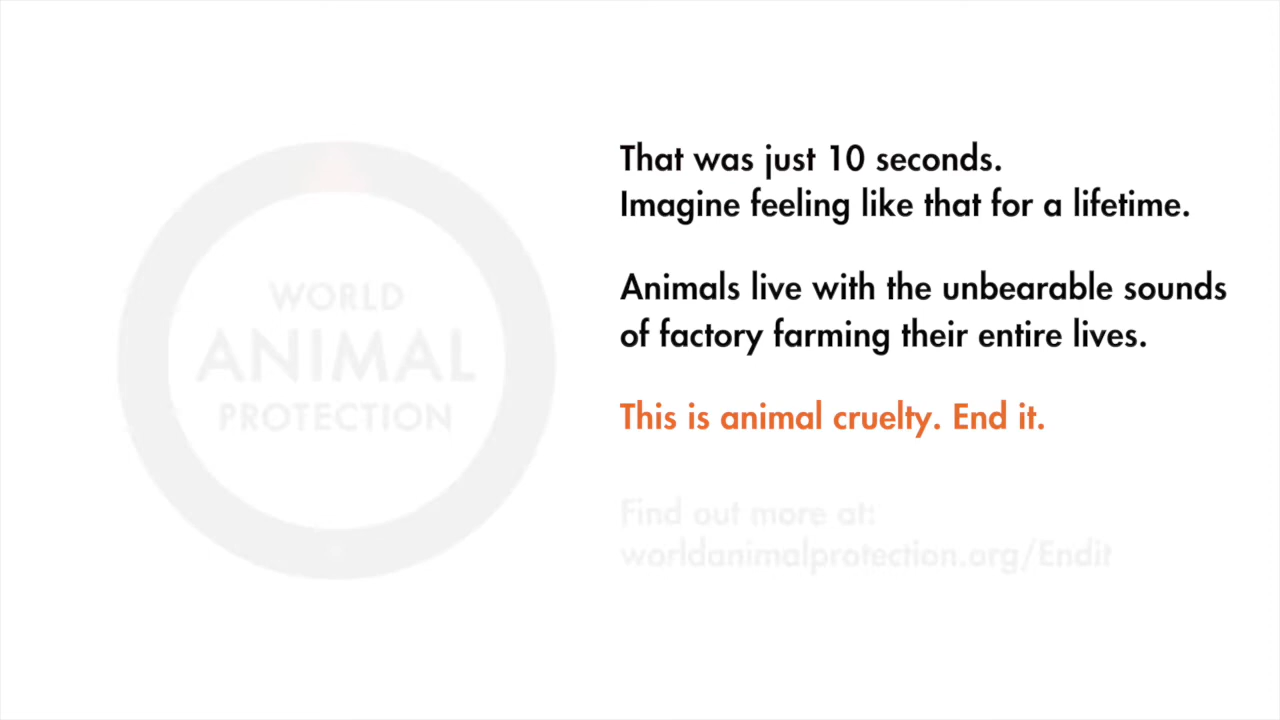 WORLD
ANIMAL
PROTECTION
That was just 10 seconds.
Imagine feeling like that for a lifetime.
Animals live with the unbearable sounds
of factory farming their entire lives.
This is animal cruelty. End it.
Find out more at:
worldanimalprotection.org/Endit